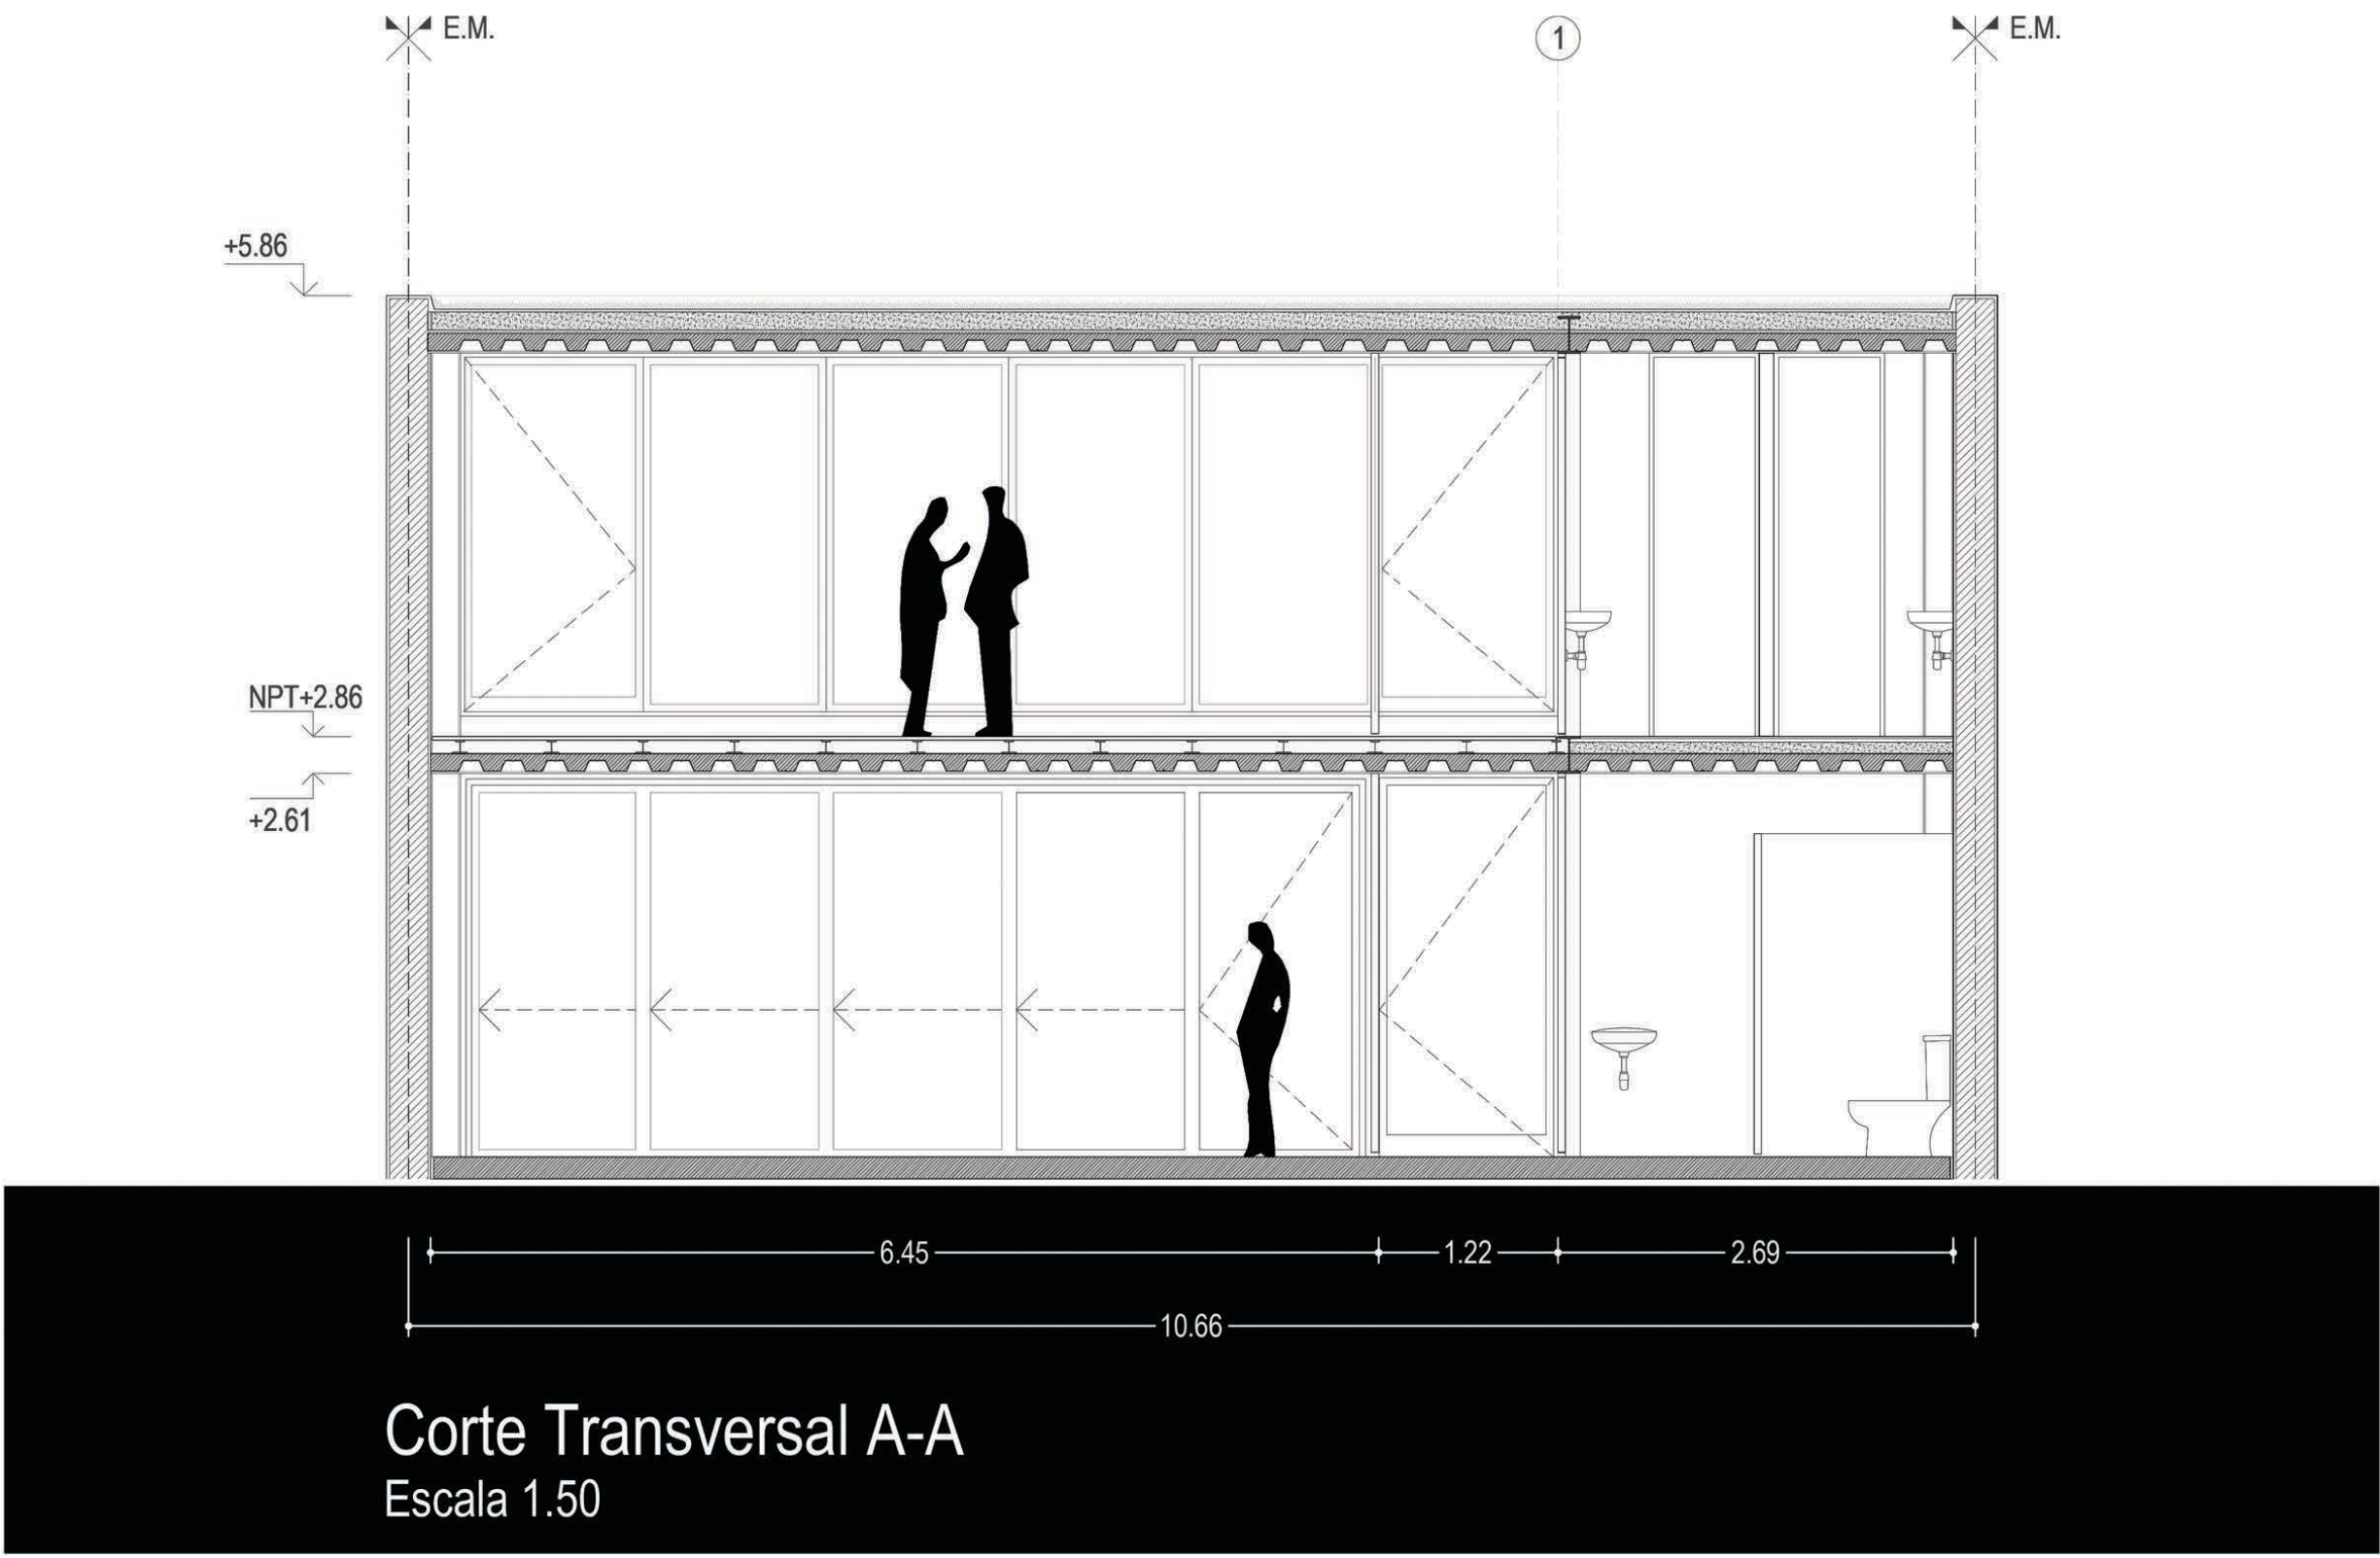 E.M.
1
E.M.
+5.86
NPT+2.86
+2.61
6.45
1.22
2.69
10.66
Corte Transversal A-A
Escala 1.50